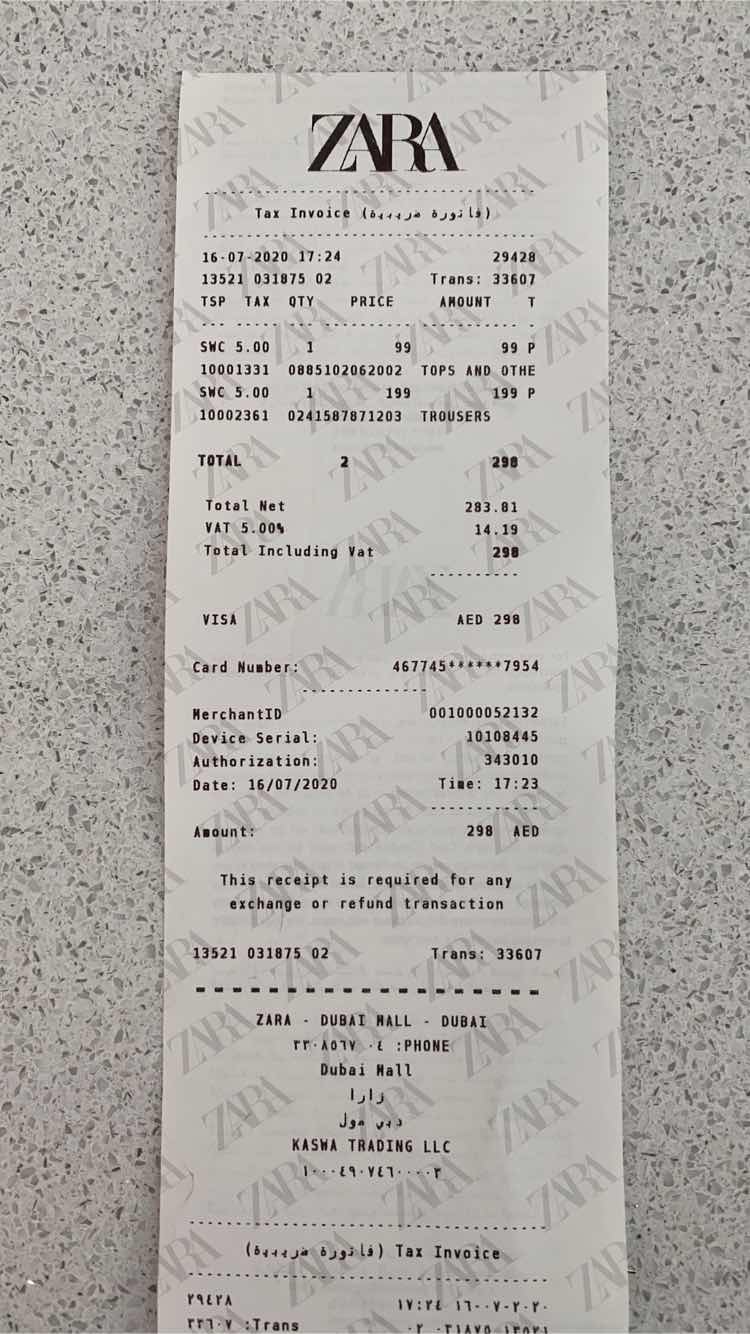 ZARA
Tax Invoice (فاتورة ضريبية)
16-07-2020 17:24 29428
13521 031875 02 Trans: 33607
TSP TAX QTY PRICE AMOUNT T
SWC 5.00 1 99 99 P
10001331 0885102062002 TOPS AND OTHE
SWC 5.00 1 199 199 P
10002361 0241587871203 TROUSERS
TOTAL 2 298
Total Net 283.81
VAT 5.00% 14.19
Total Including Vat 298
VISA AED 298
Card Number: 467745******7954
MerchantID 001000052132
Device Serial: 10108445
Authorization: 343010
Date: 16/07/2020 Time: 17:23
Amount: 298 AED
This receipt is required for any
exchange or refund transaction
13521 031875 02 Trans: 33607
ZARA - DUBAI MALL - DUBAI
٣٣٠٨٥٦٧ ٠٤ :PHONE
Dubai Mall
زارا
دبي مول
KASWA TRADING LLC
١٠٠٠٤٩٠٧٤٦٠٠٠٠٣
(فاتورة ضريبية) Tax Invoice
٢٩٤٢٨ ١٧:٢٤ ١٦-٠٧-٢٠٢٠
٣٣٦٠٧ :Trans ٠٢ ٠٣١٨٧٥ ١٣٥٢١